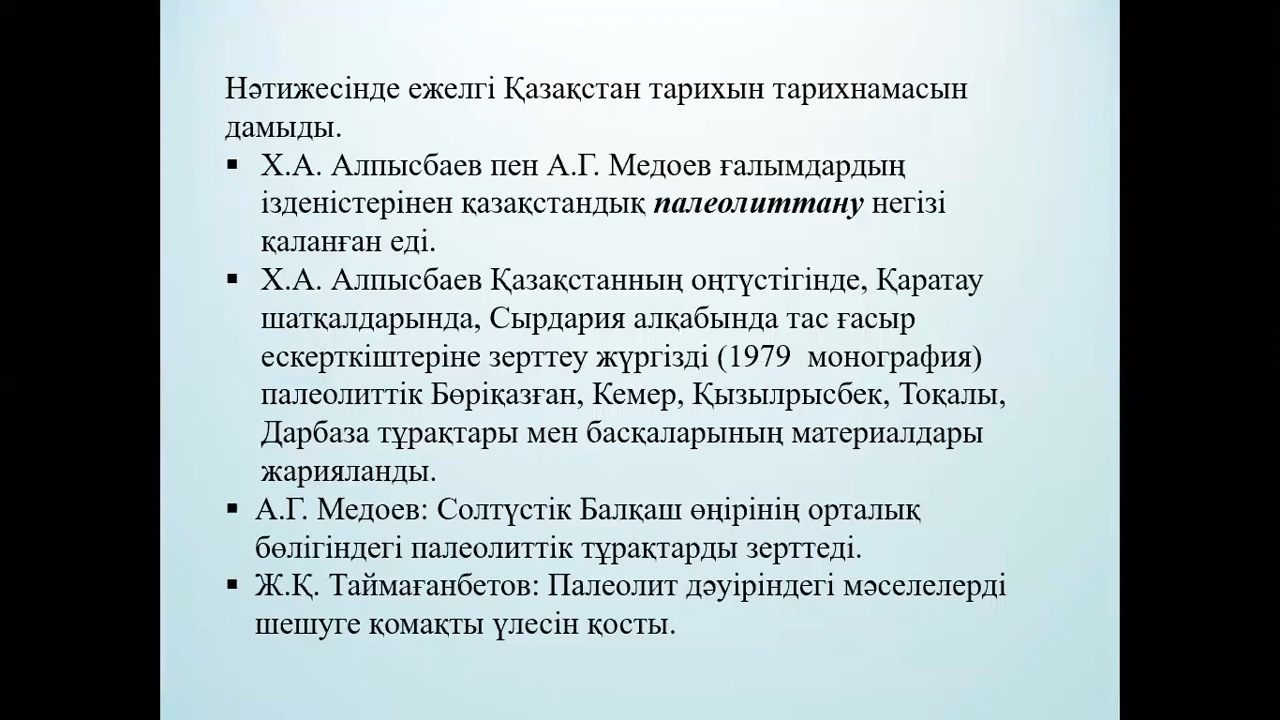 Нәтижесінде ежелгі Қазақстан тарихын тарихнамасын
дамыды.
▪ Х.А. Алпысбаев пен А.Г. Медоев ғалымдардың
ізденістерінен қазақстандық палеолиттану негізі
қаланған еді.
▪ Х.А. Алпысбаев Қазақстанның оңтүстігінде, Қаратау
шатқалдарында, Сырдария алқабында тас ғасыр
ескерткіштеріне зерттеу жүргізді (1979 монография)
палеолиттік Бөріқазған, Кемер, Қызылрысбек, Тоқалы,
Дарбаза тұрақтары мен басқаларының материалдары
жарияланды.
▪ А.Г. Медоев: Солтүстік Балқаш өңірінің орталық
бөлігіндегі палеолиттік тұрақтарды зерттеді.
▪ Ж.Қ. Таймағанбетов: Палеолит дәуіріндегі мәселелерді
шешуге қомақты үлесін қосты.